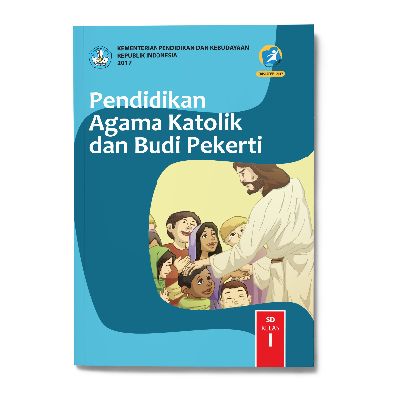 KEMENTERIAN PENDIDIKAN DAN KEBUDAYAAN
REPUBLIK INDONESIA
2017
Pendidikan
Agama Katolik
dan Budi Pekerti
SD
KELAS
I